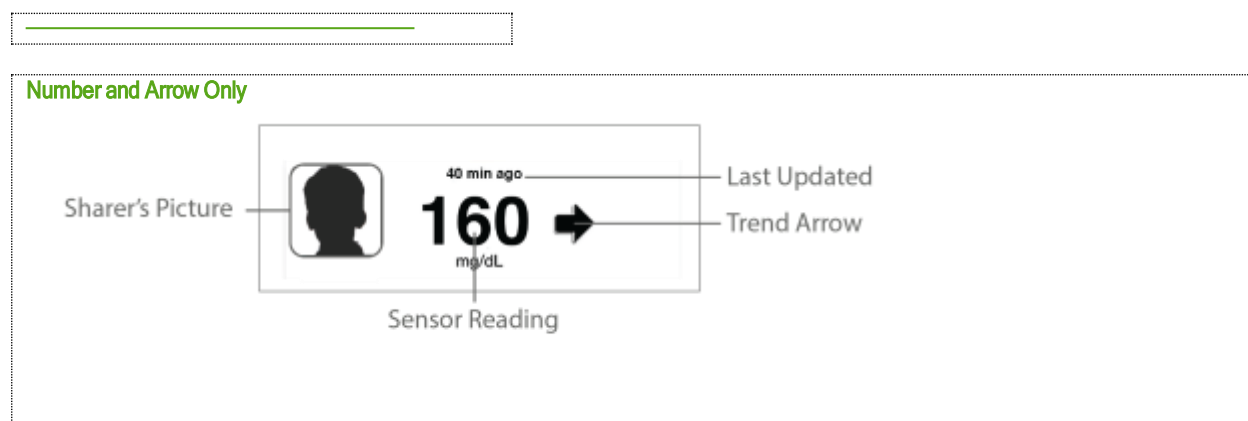 Number and Arrow Only
40 min ago
Last Updated
Sharer's Picture
160
Trend Arrow
mg/dL
Sensor Reading